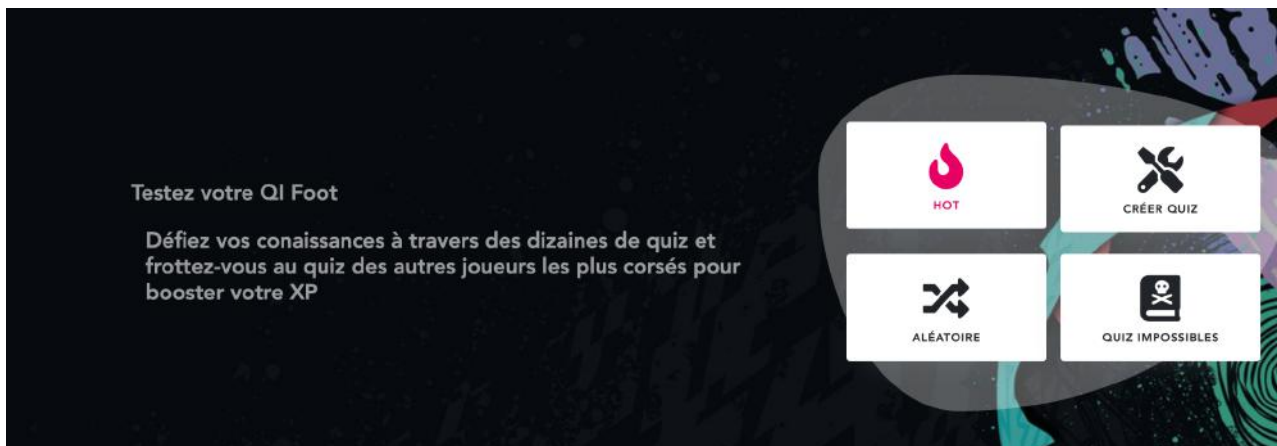 Testez votre QI Foot
Défiez vos conaissances à travers des dizaines de quiz et
frottez-vous au quiz des autres joueurs les plus corsés pour
booster votre XP
HOT
CRÉER QUIZ
ALÉATOIRE
QUIZ IMPOSSIBLES